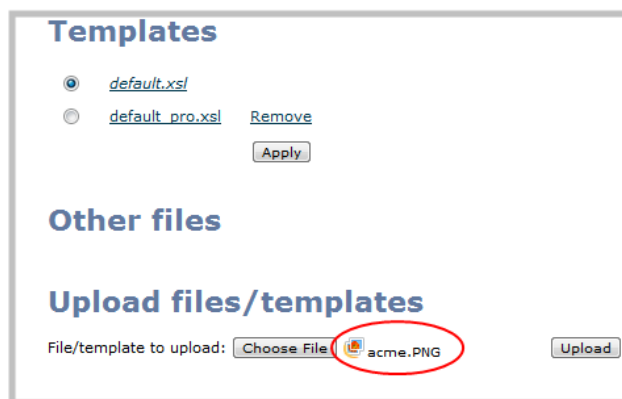 Templates
default.xsl
default_pro.xsl Remove
Apply
Other files
Upload files/templates
File/template to upload: Choose File acme.PNG Upload